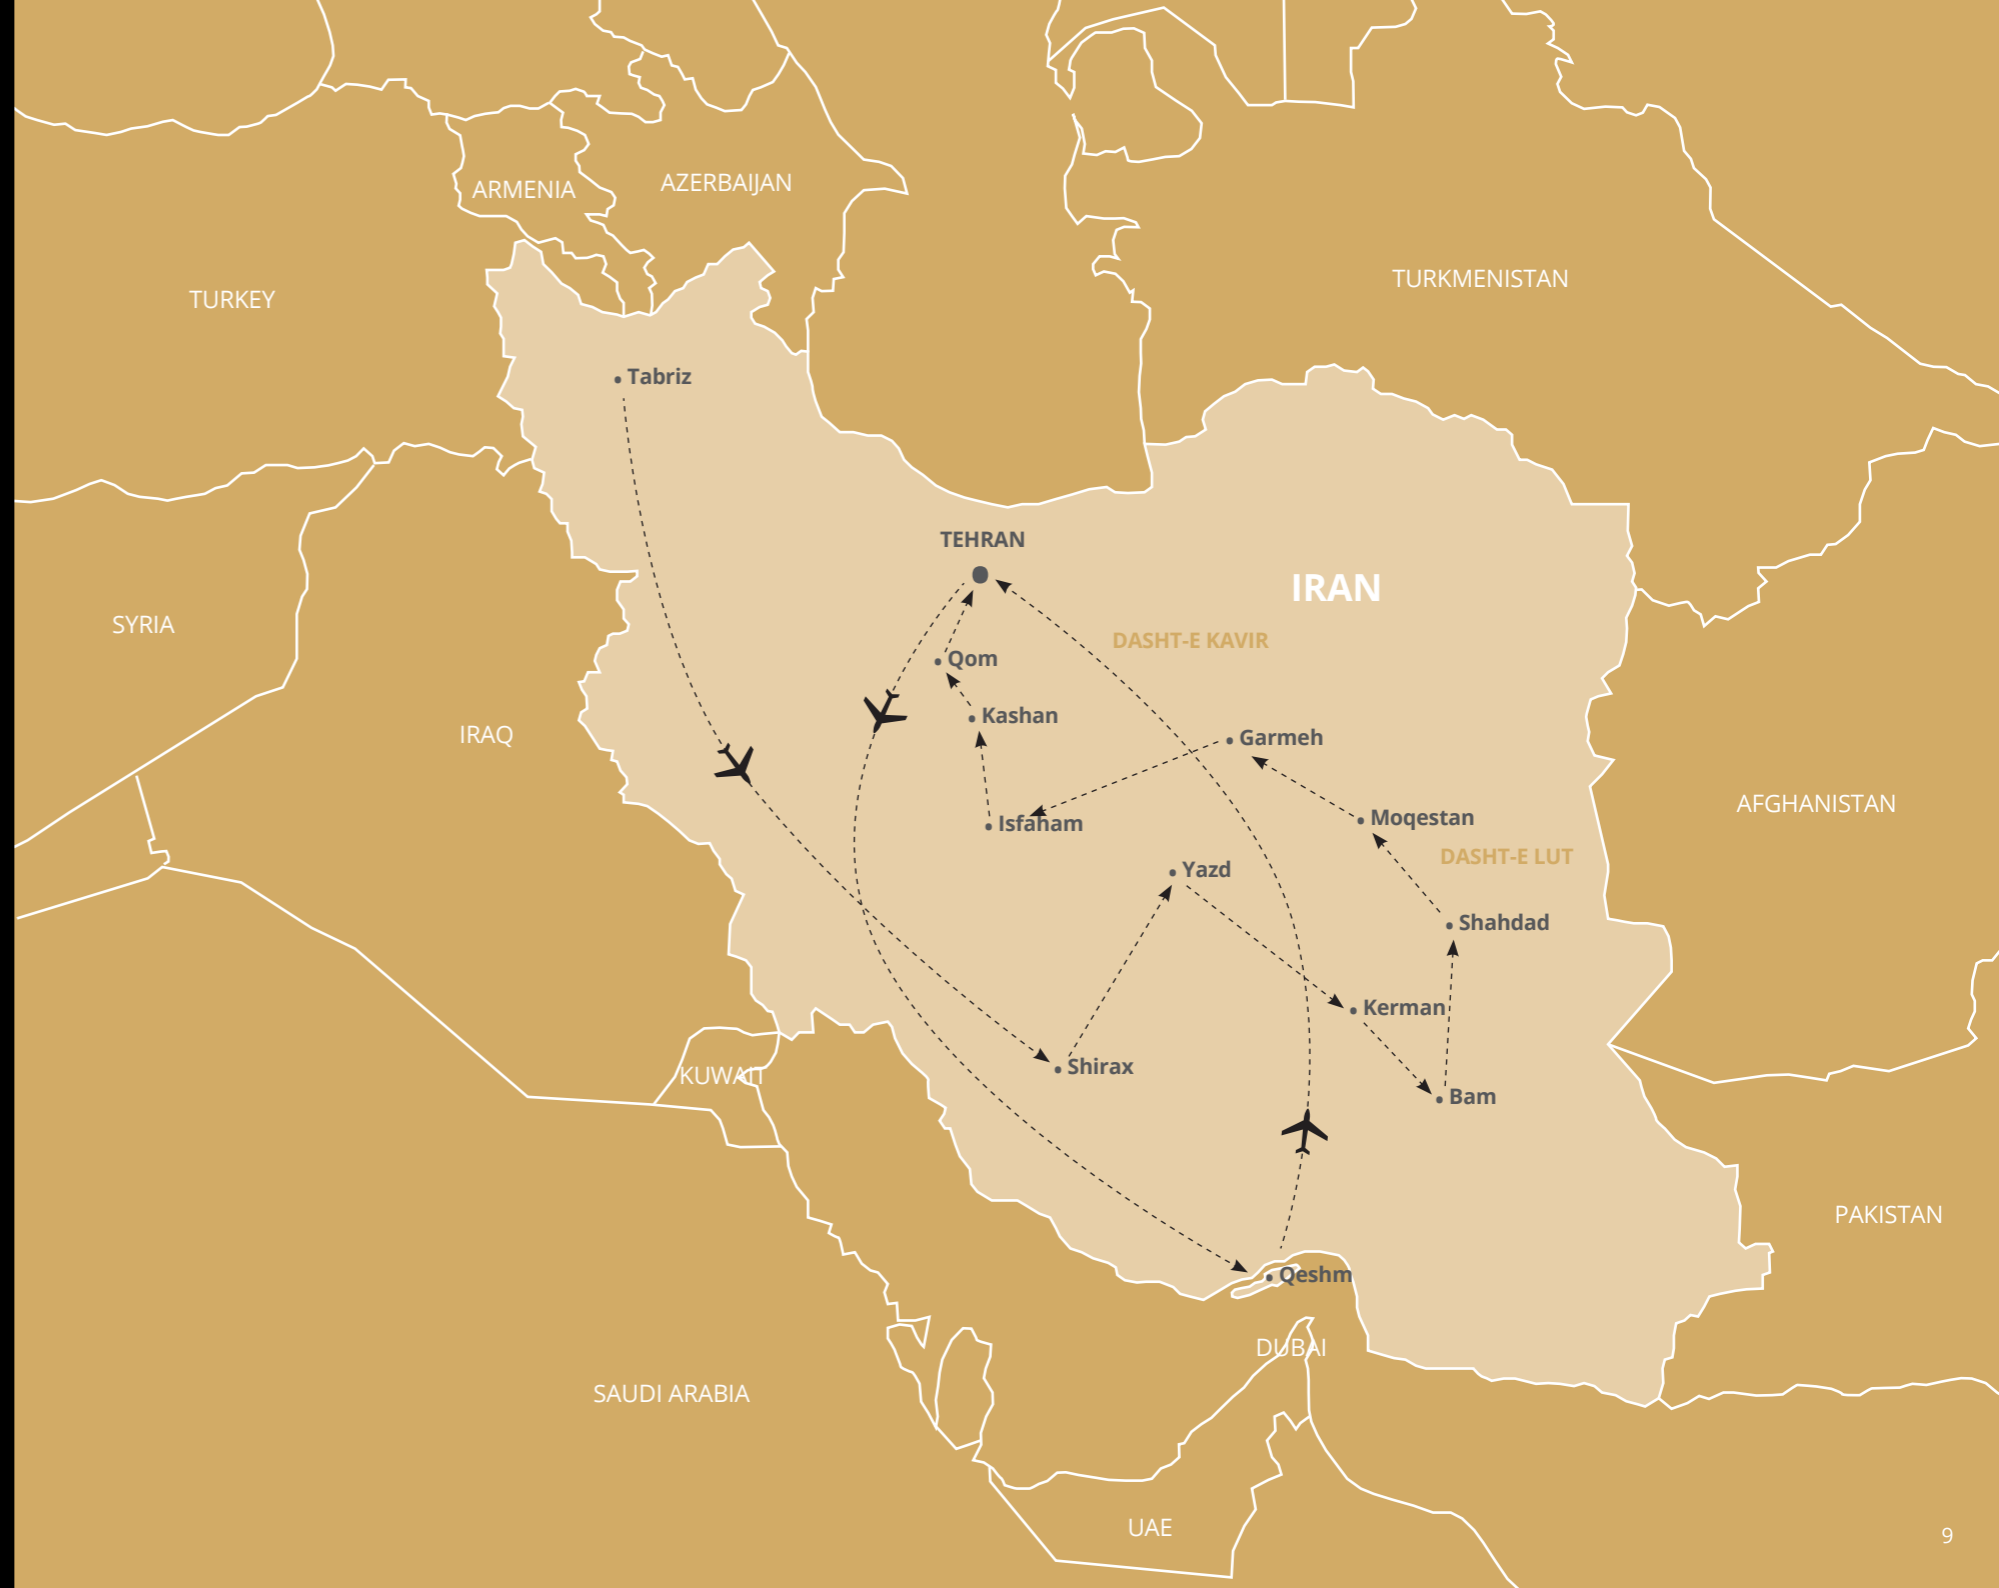 ARMENIA
AZERBAIJAN
TURKEY
TURKMENISTAN
Tabriz
TEHRAN
IRAN
SYRIA
DASHT-E KAVIR
Qom
Kashan
IRAQ
Garmeh
AFGHANISTAN
Isfaham
Moqestan
DASHT-E LUT
Yazd
Shahdad
Kerman
Shirax
KUWAIT
Bam
PAKISTAN
Qeshm
DUBAI
SAUDI ARABIA
UAE
9